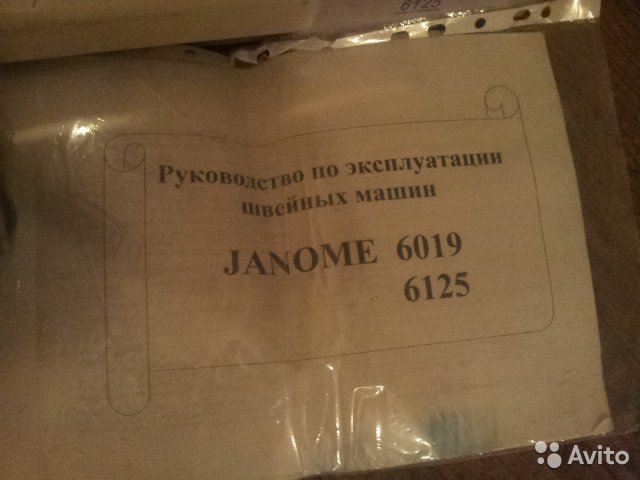 6125
Руководство по эксплуатации
швейных машин
JANOME 6019
6125
Avito